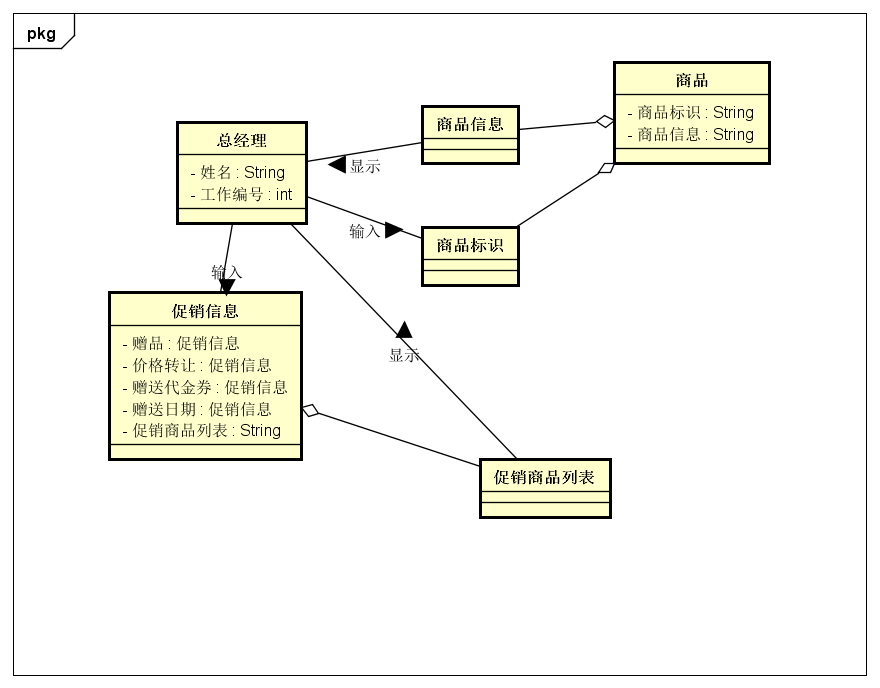 pkg
商品
- 商品标识 : String
- 商品信息 : String
商品信息
总经理
- 姓名 : String
- 工作编号 : int
显示
输入
商品标识
输入
促销信息
- 赠品 : 促销信息
- 价格转让 : 促销信息
- 赠送代金券 : 促销信息
- 赠送日期 : 促销信息
- 促销商品列表 : String
显示
促销商品列表